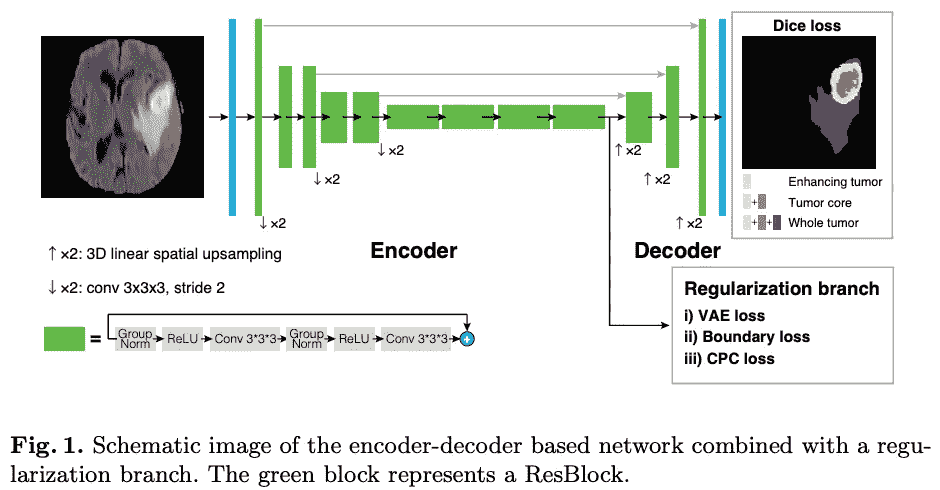 Dice loss
Enhancing tumor
+ Tumor core
+ + Whole tumor
↓ ×2
↓ ×2
↓ ×2
↑ ×2
↑ ×2
↑ ×2
Encoder
Decoder
↑ ×2: 3D linear spatial upsampling
↓ ×2: conv 3x3x3, stride 2
= Group Norm ReLU Conv 3*3*3 Group Norm ReLU Conv 3*3*3 +
Regularization branch
i) VAE loss
ii) Boundary loss
iii) CPC loss
Fig. 1. Schematic image of the encoder-decoder based network combined with a regu-
larization branch. The green block represents a ResBlock.